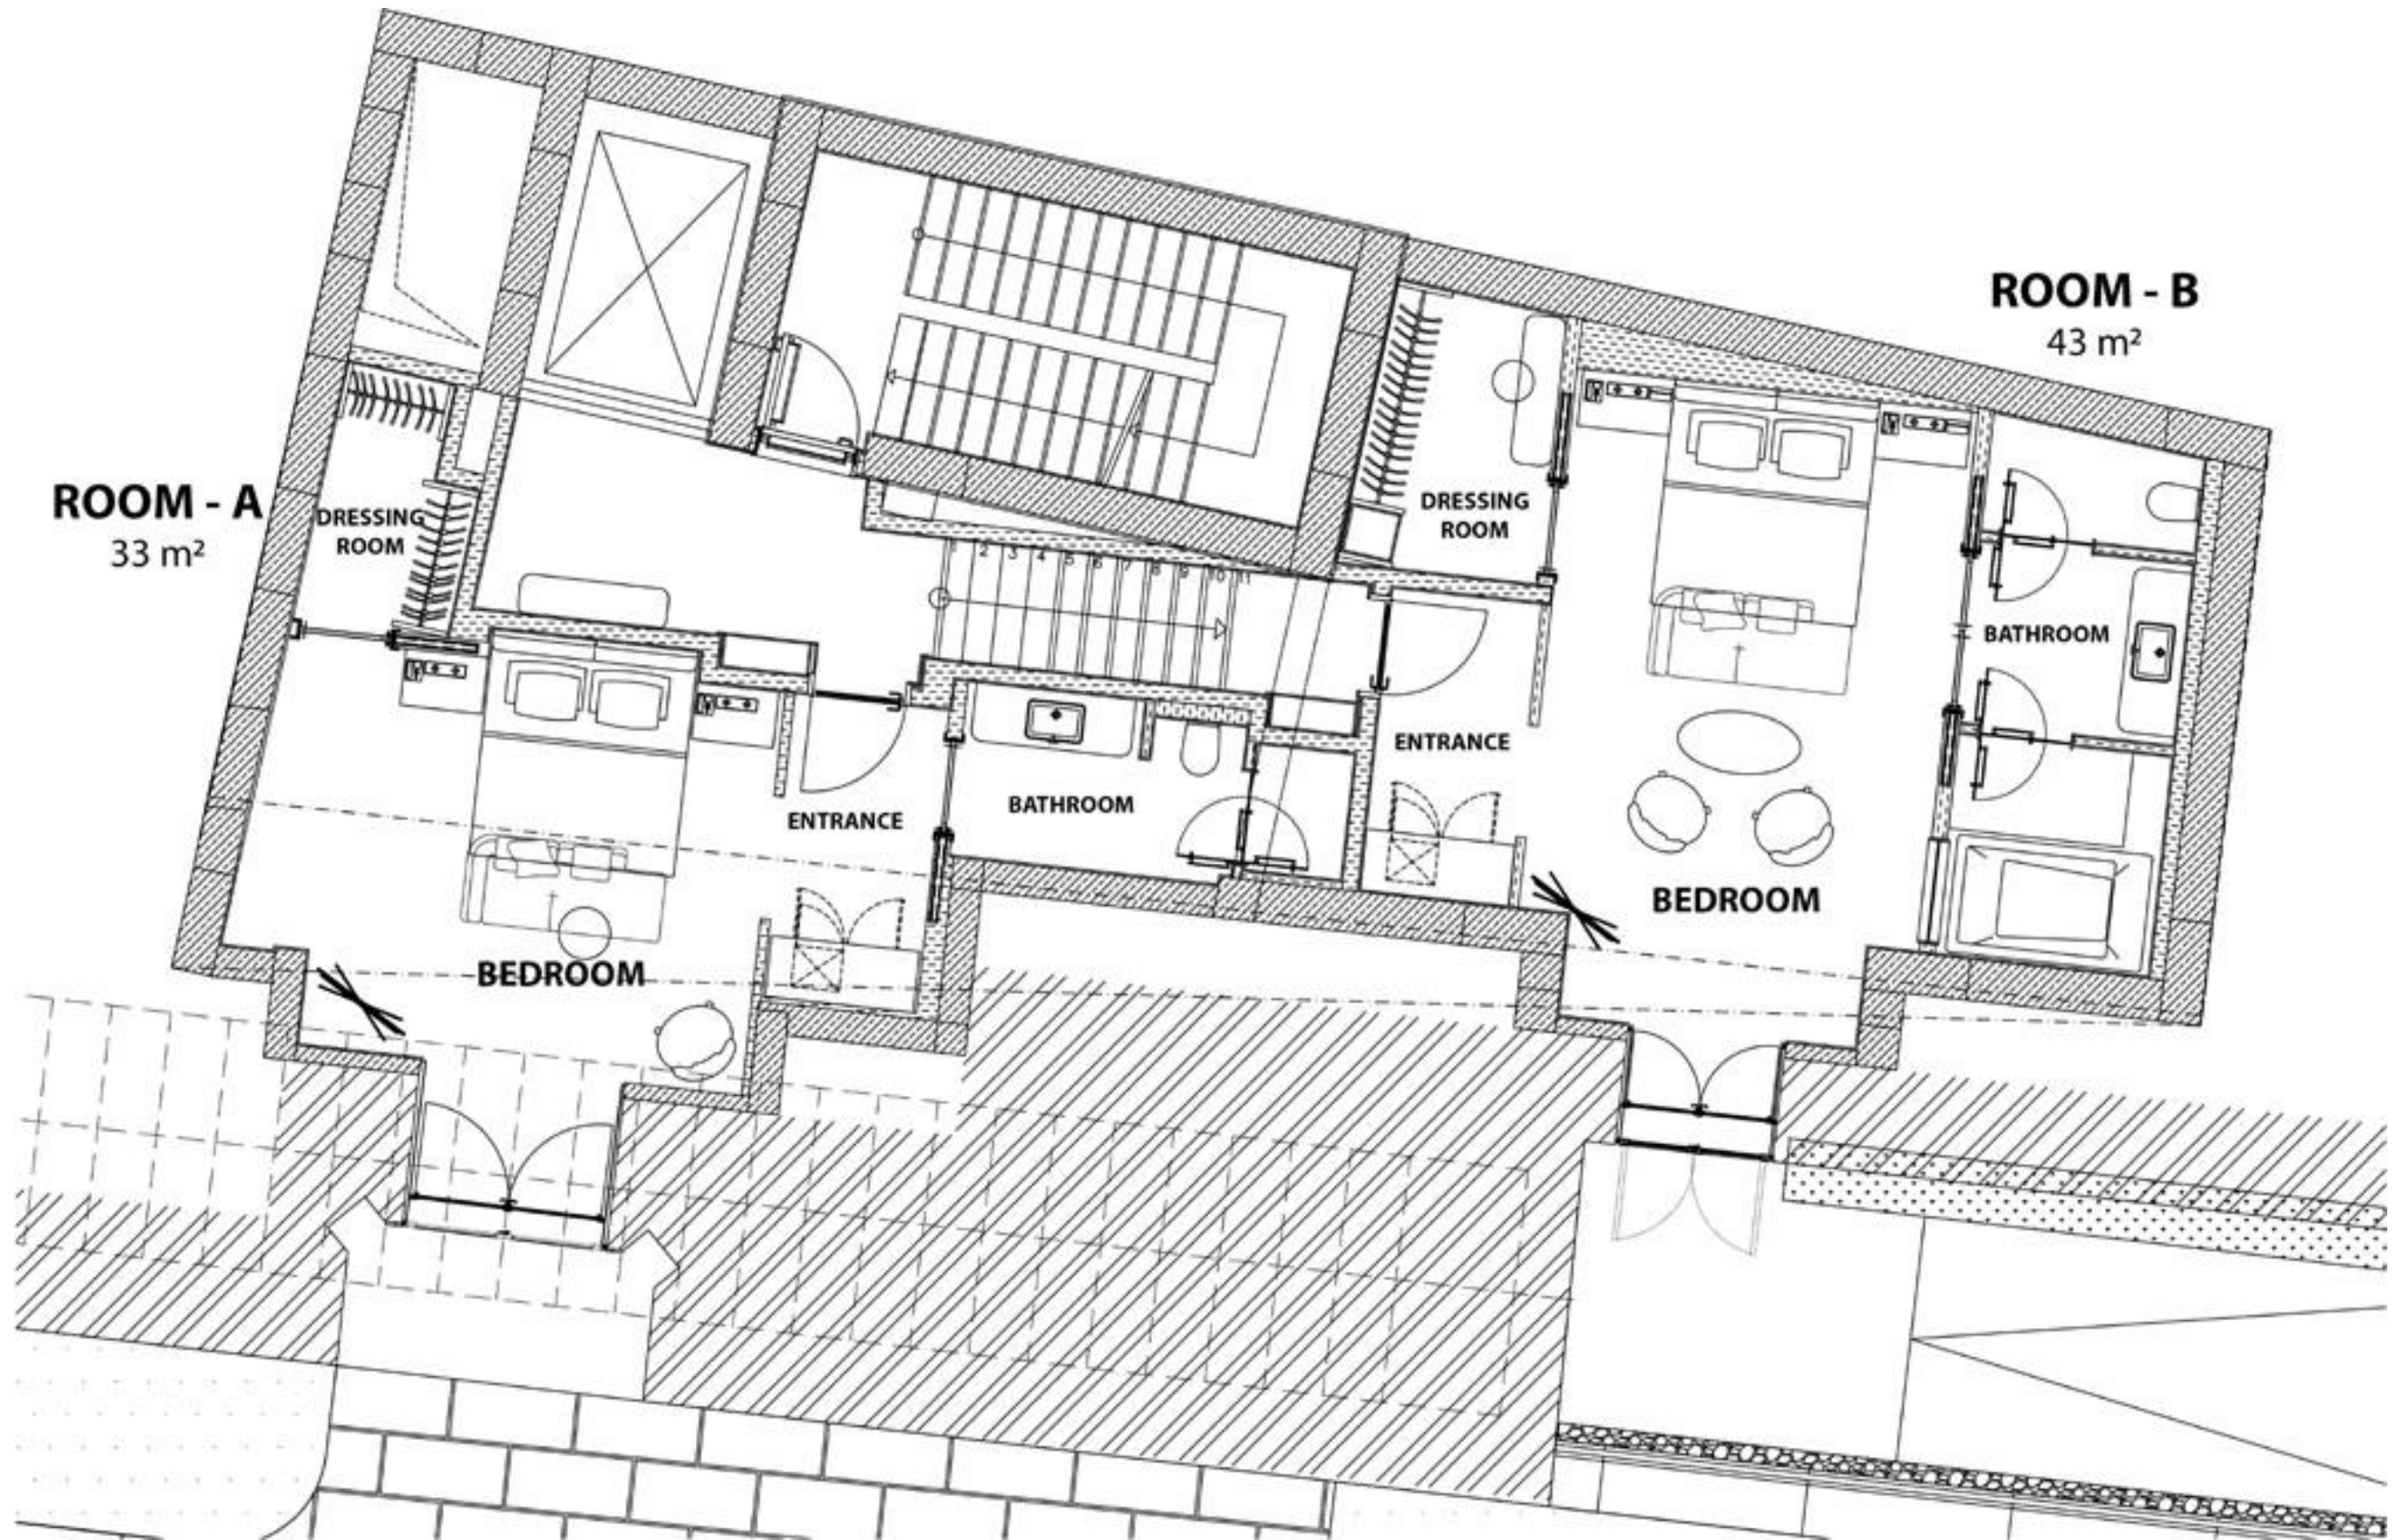 ROOM - B
43 m²
ROOM - A
33 m²
DRESSING
ROOM
DRESSING
ROOM
1 2 3 4 5 6 7 8 9 10 11
BATHROOM
ENTRANCE
ENTRANCE
BATHROOM
BEDROOM
BEDROOM